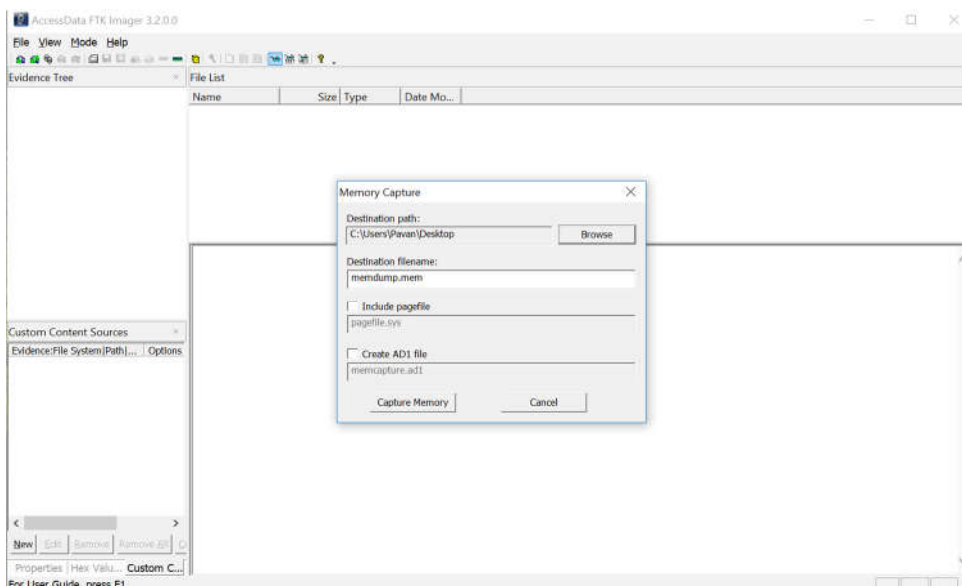 AccessData FTK Imager 3.2.0.0
File View Mode Help
Evidence Tree
File List
Name Size Type Date Mo...
Memory Capture
Destination path:
C:\Users\Pavan\Desktop
Browse
Destination filename:
memdump.mem
Include pagefile
pagefile.sys
Create AD1 file
memcapture.ad1
Capture Memory Cancel
Custom Content Sources
Evidence:File System|Path|... Options
New Edit Remove Remove All
Properties Hex Valu... Custom C...
For User Guide, press F1